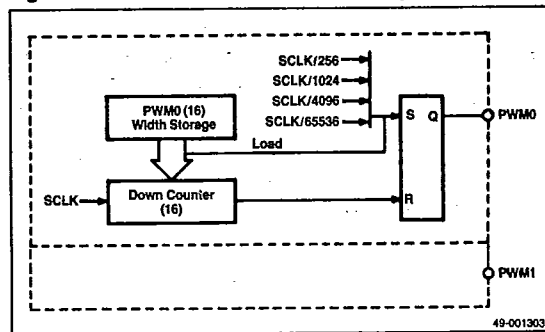 SCLK/256
SCLK/1024
SCLK/4096
SCLK/65536
PWM0 (16)
Width Storage
Load
S Q
PWM0
SCLK
Down Counter
(16)
R
PWM1
49-001303